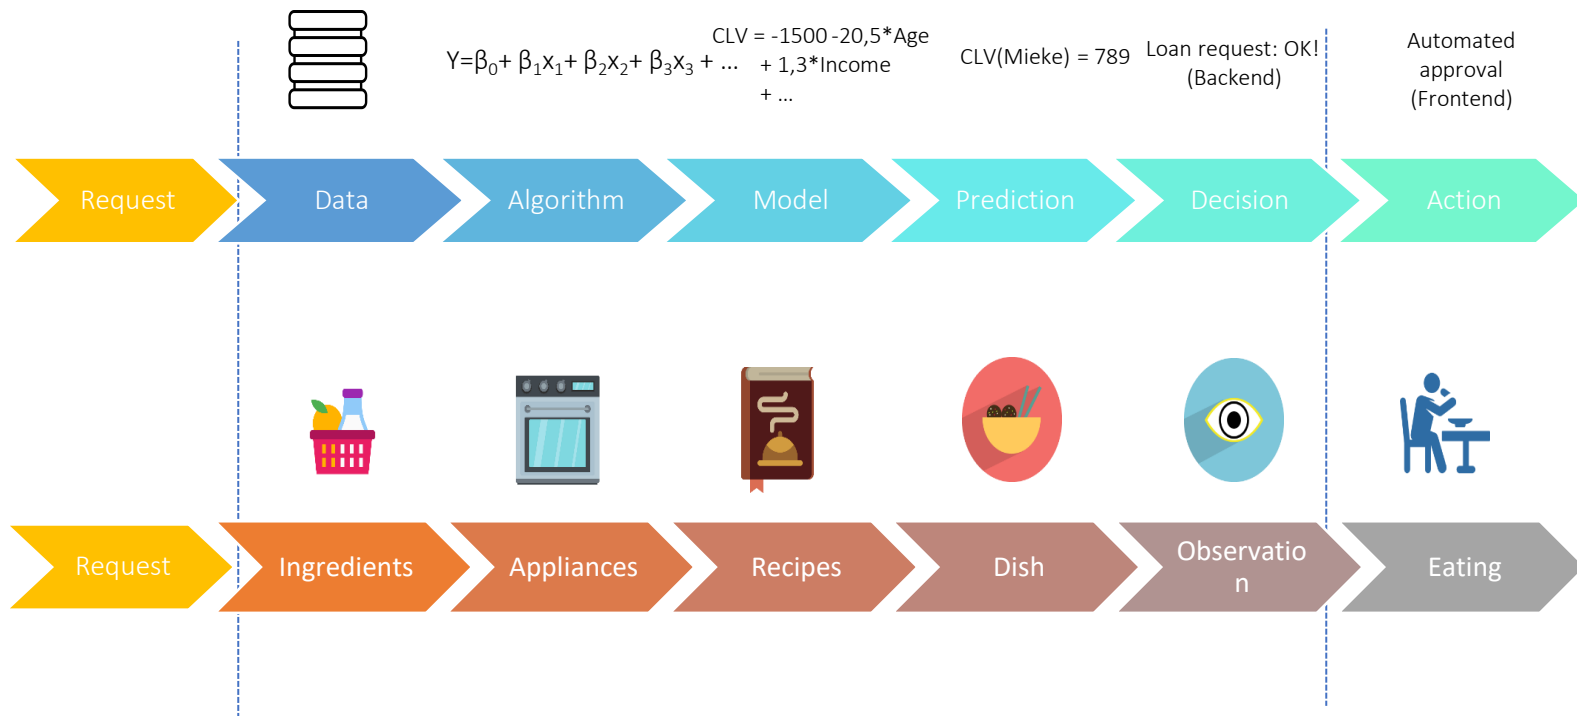 Y=β₀+ β₁x₁+ β₂x₂+ β₃x₃ + ...
CLV = -1500 -20,5*Age
+ 1,3*Income
+ ...
CLV(Mieke) = 789
Loan request: OK!
(Backend)
Automated
approval
(Frontend)
Request
Data
Algorithm
Model
Prediction
Decision
Action
Request
Ingredients
Appliances
Recipes
Dish
Observatio
n
Eating